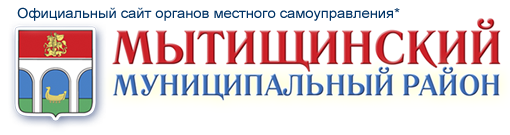 Официальный сайт органов местного самоуправления*
МЫТИЩИНСКИЙ
МУНИЦИПАЛЬНЫЙ РАЙОН